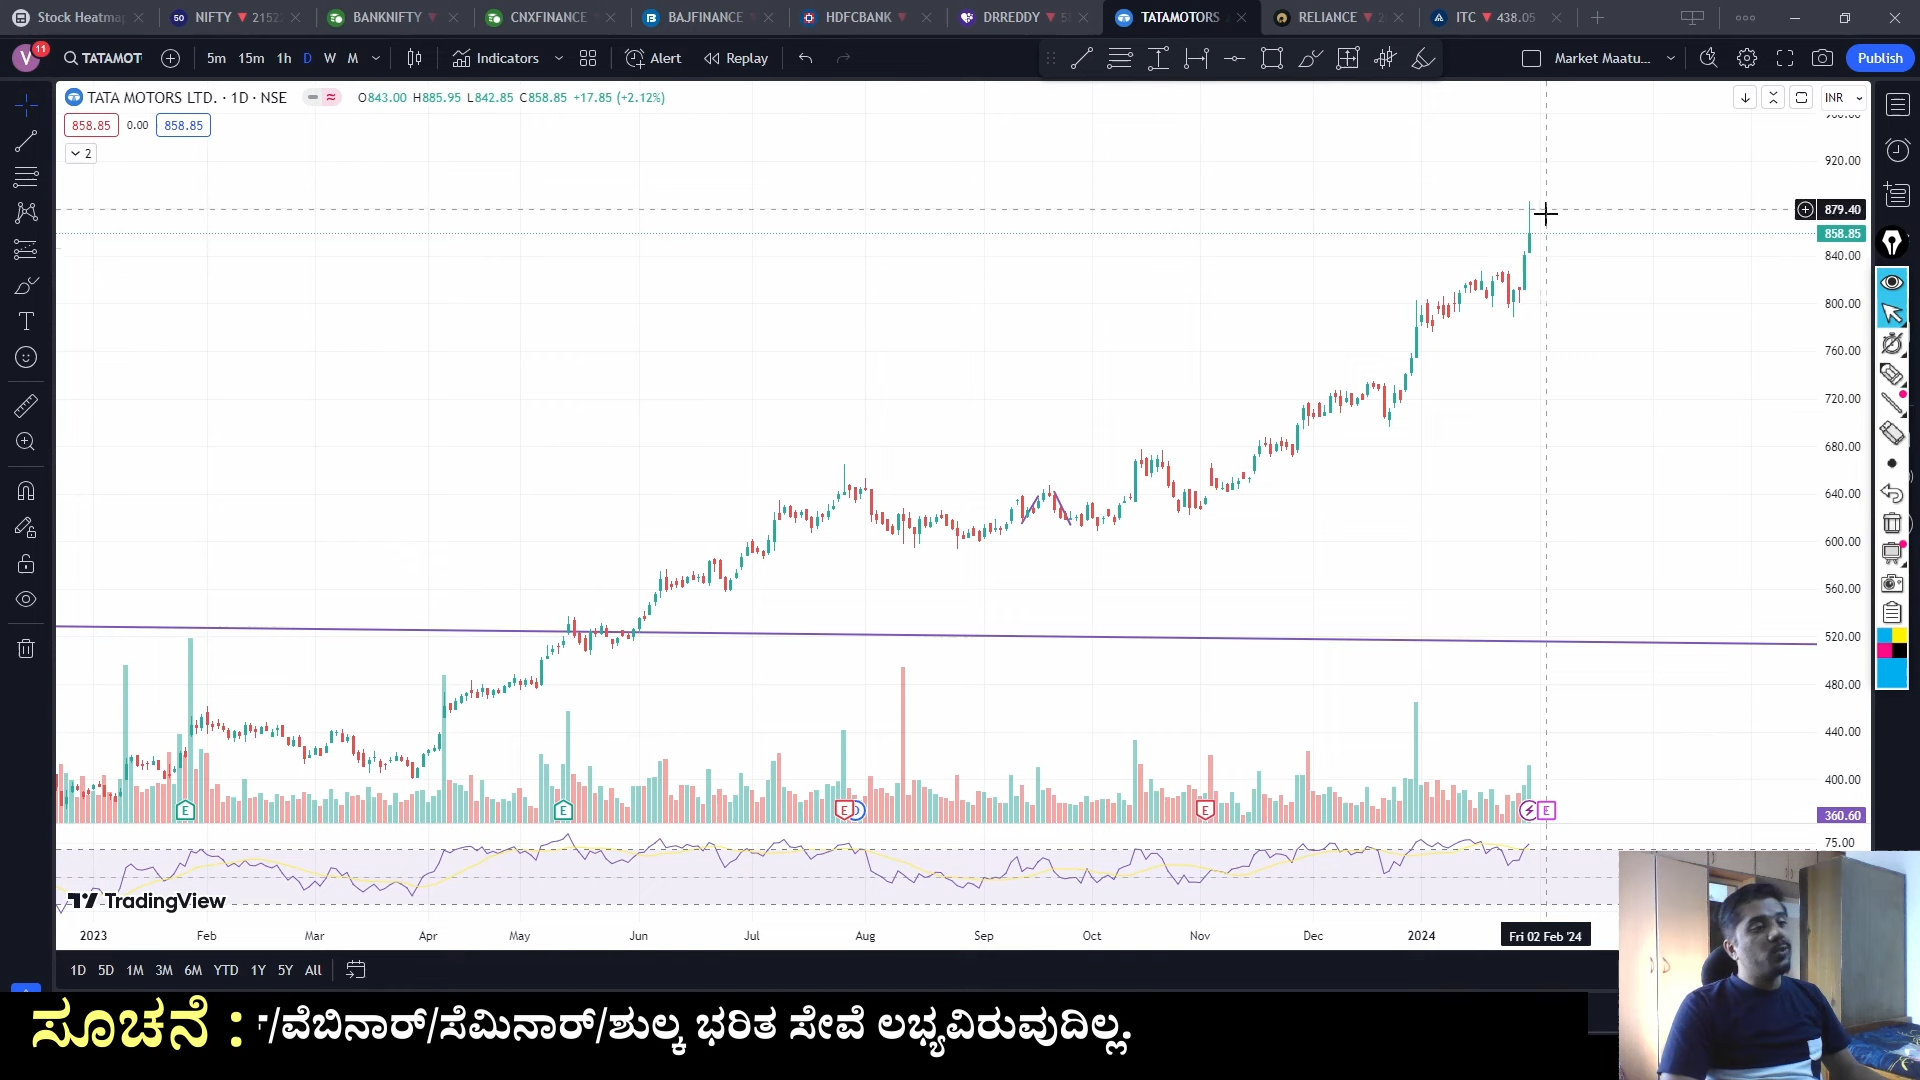 Stock Heatmap
NIFTY ▼ 2152
BANKNIFTY ▼
CNXFINANCE
BAJFINANCE
HDFCBANK ▼
DRREDDY ▼ 5
TATAMOTORS
RELIANCE ▼ 2
ITC ▼ 438.05
V 11 TATAMOT 5m 15m 1h D W M Indicators Alert Replay Market Maatu... Publish
TATA MOTORS LTD. · 1D · NSE O843.00 H885.95 L842.85 C858.85 +17.85 (+2.12%) INR
858.85 0.00 858.85
2
920.00
879.40
858.85
840.00
800.00
760.00
720.00
680.00
640.00
600.00
560.00
520.00
480.00
440.00
400.00
E E E E E
360.60
75.00
TradingView
2023 Feb Mar Apr May Jun Jul Aug Sep Oct Nov Dec 2024 Fri 02 Feb '24
1D 5D 1M 3M 6M YTD 1Y 5Y All
ಸೂಚನೆ : /ವೆಬಿನಾರ್/ಸೆಮಿನಾರ್/ಶುಲ್ಕ ಭರಿತ ಸೇವೆ ಲಭ್ಯವಿರುವುದಿಲ್ಲ.